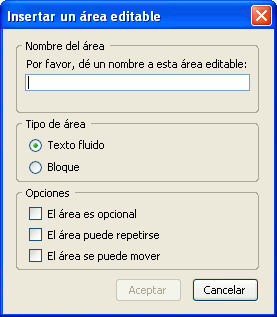 Insertar un área editable
Nombre del área
Por favor, dé un nombre a esta área editable:
Tipo de área
Texto fluido
Bloque
Opciones
El área es opcional
El área puede repetirse
El área se puede mover
Aceptar
Cancelar